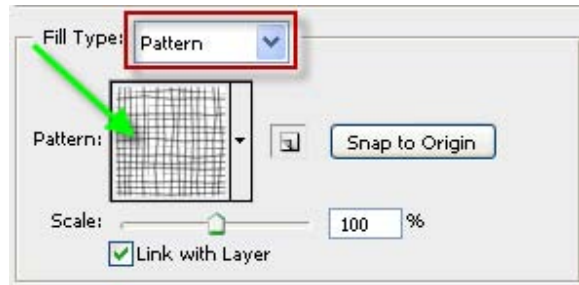 Fill Type: Pattern
Pattern: Snap to Origin
Scale: 100 %
Link with Layer